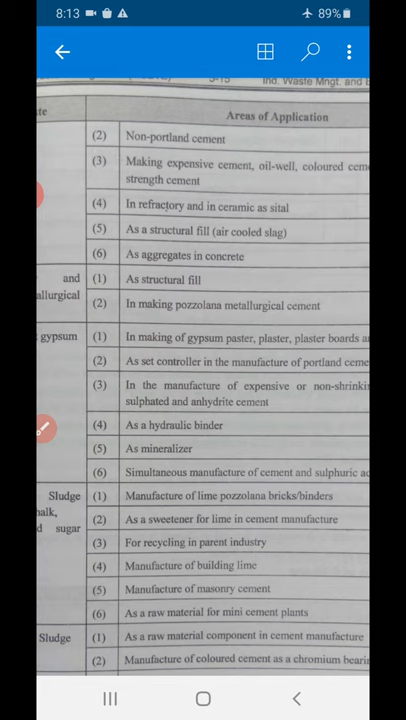 8:13
89%
3-15 Ind. Waste Mngt. and E
te Areas of Application
(2) Non-portland cement
(3) Making expensive cement, oil-well, coloured cem
strength cement
(4) In refractory and in ceramic as sital
(5) As a structural fill (air cooled slag)
(6) As aggregates in concrete
and (1) As structural fill
allurgical (2) In making pozzolana metallurgical cement
gypsum (1) In making of gypsum paster, plaster, plaster boards a
(2) As set controller in the manufacture of portland ceme
(3) In the manufacture of expensive or non-shrinki
sulphated and anhydrite cement
(4) As a hydraulic binder
(5) As mineralizer
(6) Simultaneous manufacture of cement and sulphuric ac
Sludge (1) Manufacture of lime pozzolana bricks/binders
halk, (2) As a sweetener for lime in cement manufacture
d sugar (3) For recycling in parent industry
(4) Manufacture of building lime
(5) Manufacture of masonry cement
(6) As a raw material for mini cement plants
Sludge (1) As a raw material component in cement manufacture
(2) Manufacture of coloured cement as a chromium beari